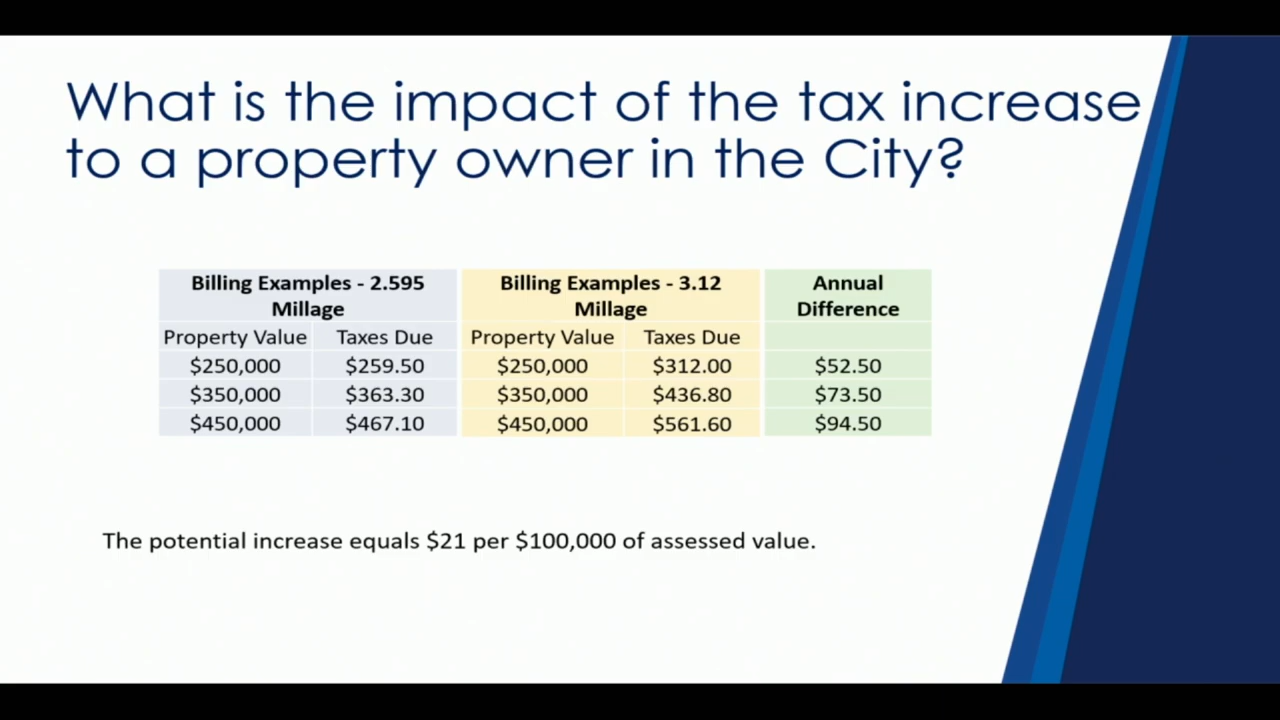 What is the impact of the tax increase
to a property owner in the City?
Billing Examples - 2.595
Millage
Billing Examples - 3.12
Millage
Annual
Difference
Property Value Taxes Due Property Value Taxes Due
$250,000 $259.50 $250,000 $312.00 $52.50
$350,000 $363.30 $350,000 $436.80 $73.50
$450,000 $467.10 $450,000 $561.60 $94.50
The potential increase equals $21 per $100,000 of assessed value.